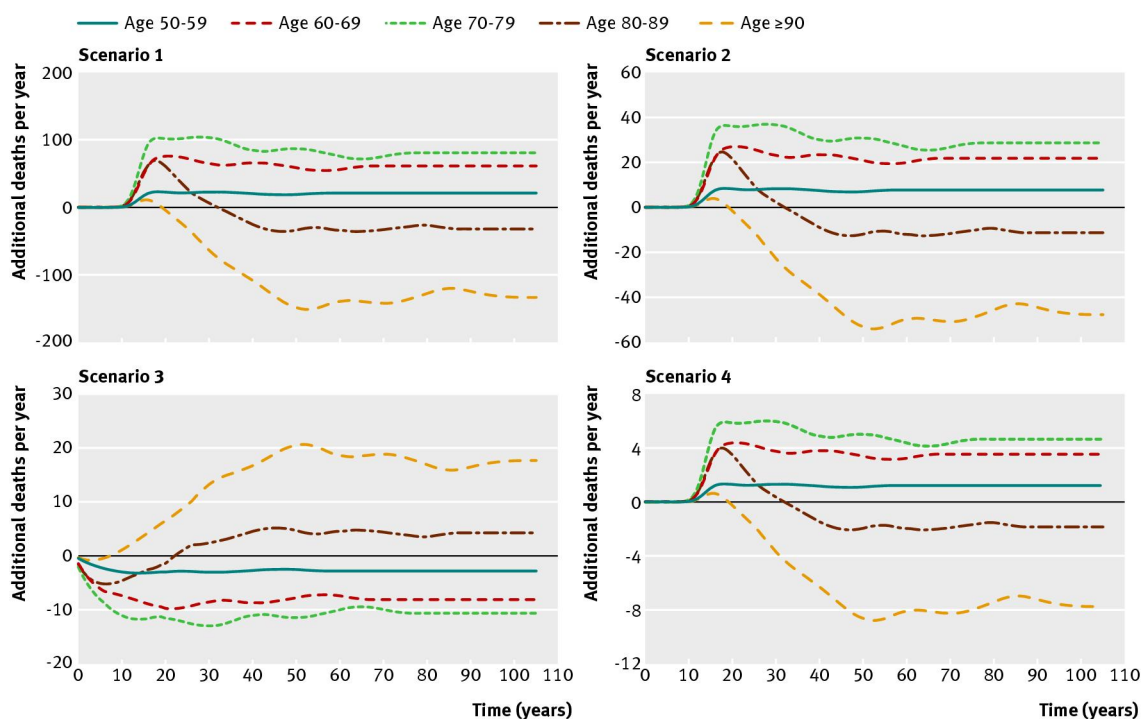 Age 50-59 Age 60-69 Age 70-79 Age 80-89 Age ≥90
Scenario 1
Additional deaths per year
200
100
0
-100
-200
Scenario 2
Additional deaths per year
60
40
20
0
-20
-40
-60
Scenario 3
Additional deaths per year
30
20
10
0
-10
-20
0 10 20 30 40 50 60 70 80 90 100 110
Time (years)
Scenario 4
Additional deaths per year
8
4
0
-4
-8
-12
0 10 20 30 40 50 60 70 80 90 100 110
Time (years)